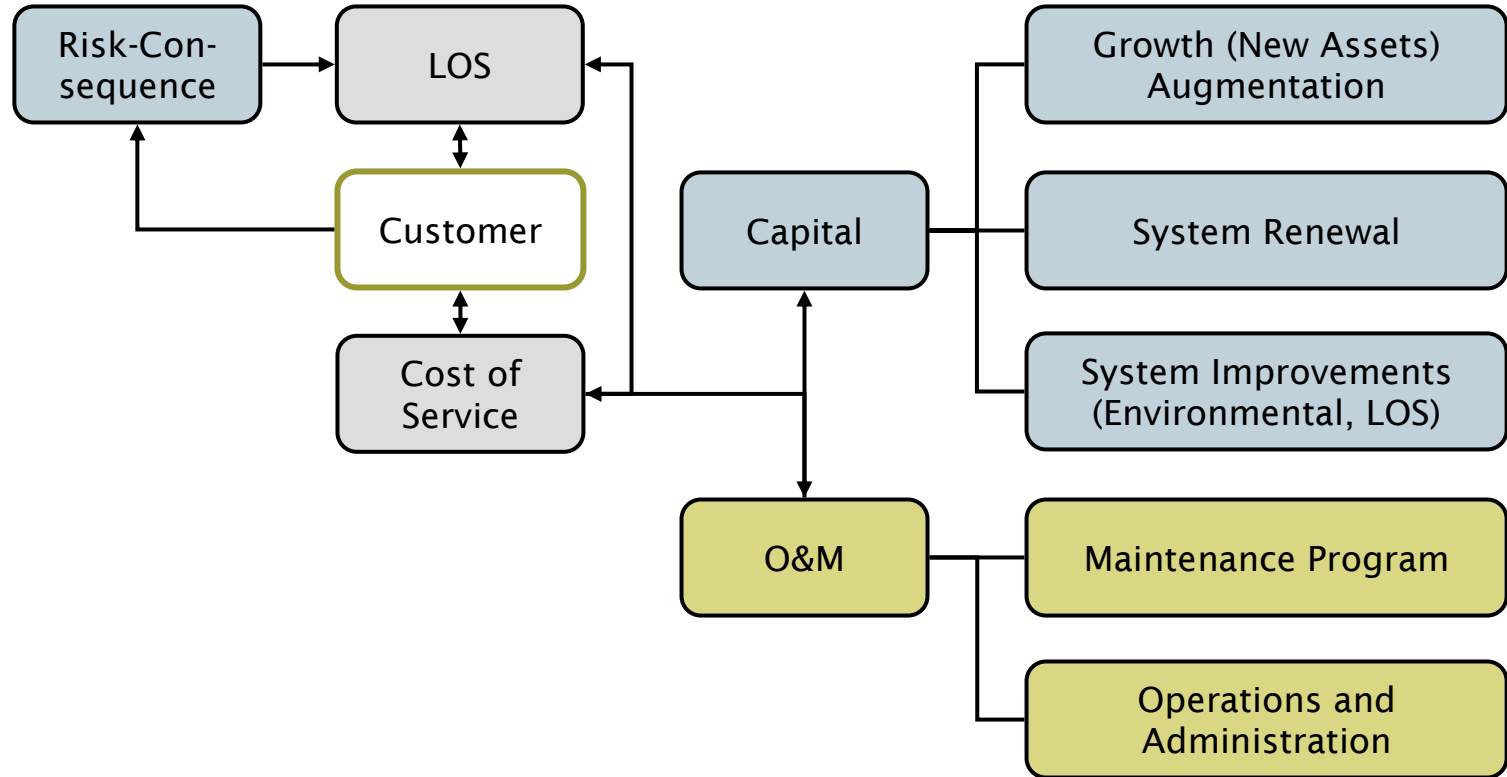 Risk-Con-
sequence
LOS
Customer
Cost of
Service
Capital
O&M
Growth (New Assets)
Augmentation
System Renewal
System Improvements
(Environmental, LOS)
Maintenance Program
Operations and
Administration